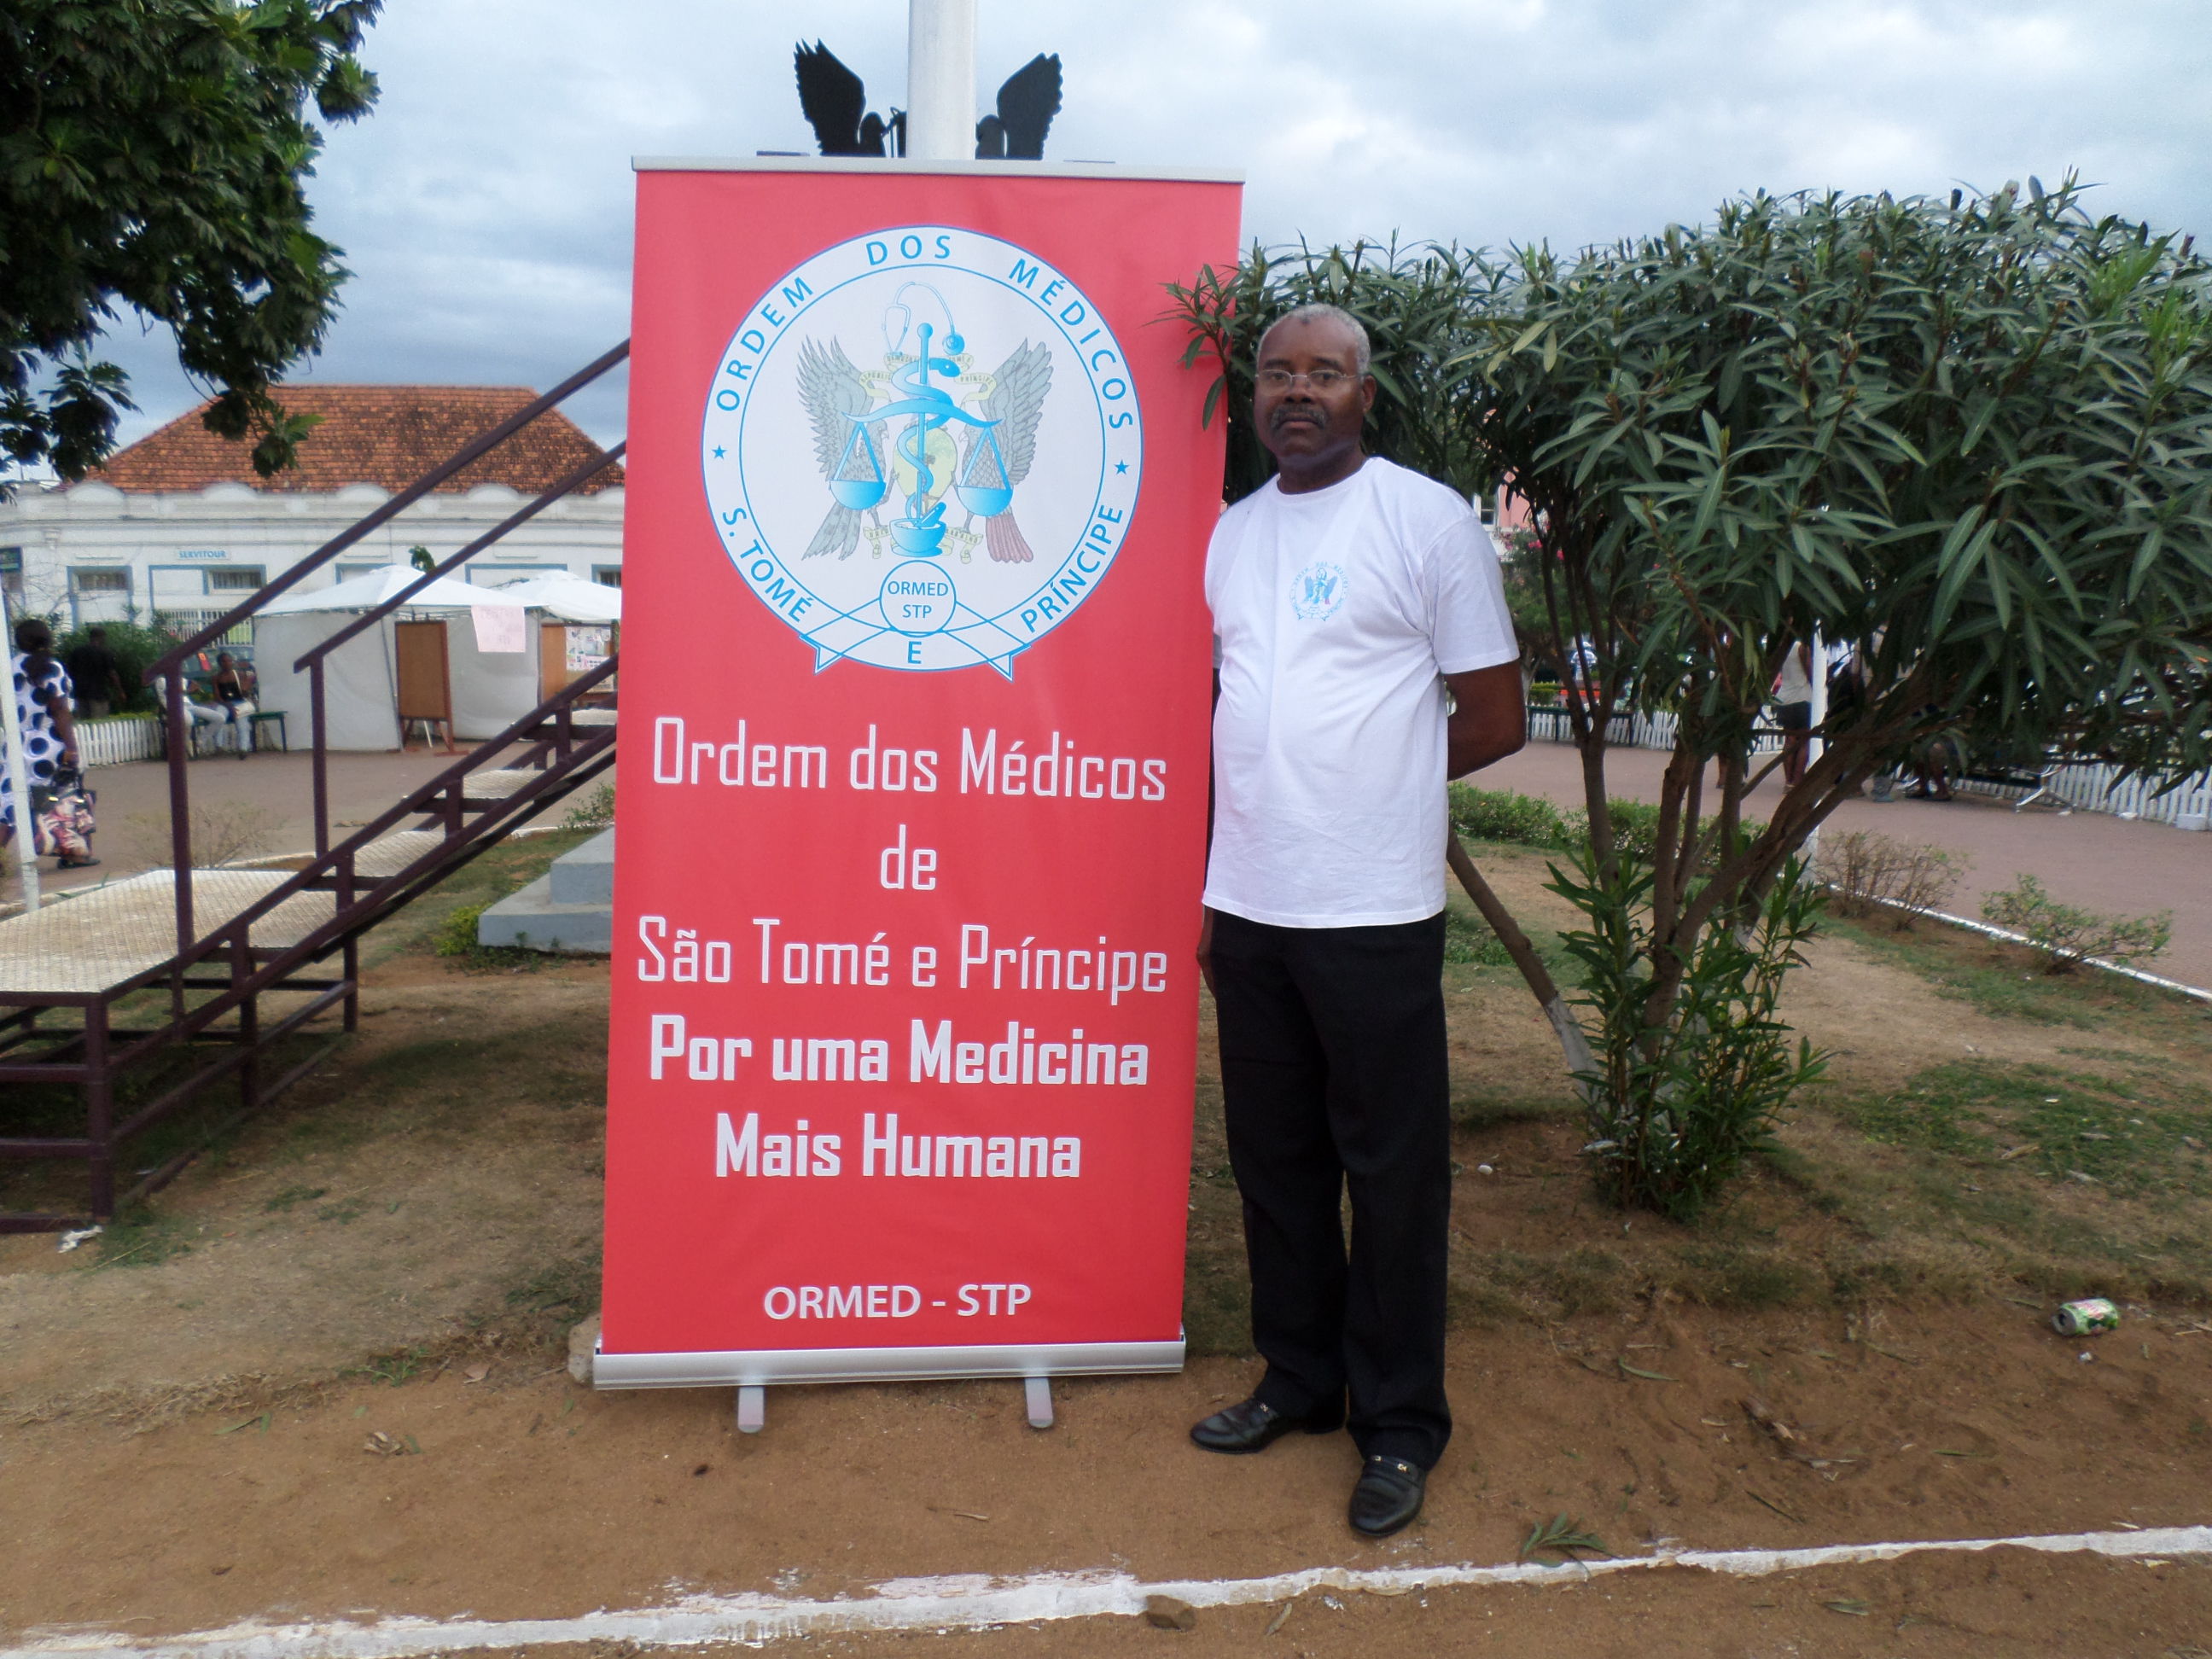 ORDEM DOS MÉDICOS
★ S. TOMÉ E PRÍNCIPE ★
ORMED
STP
Ordem dos Médicos
de
São Tomé e Príncipe
Por uma Medicina
Mais Humana
ORMED - STP
SERVITOUR